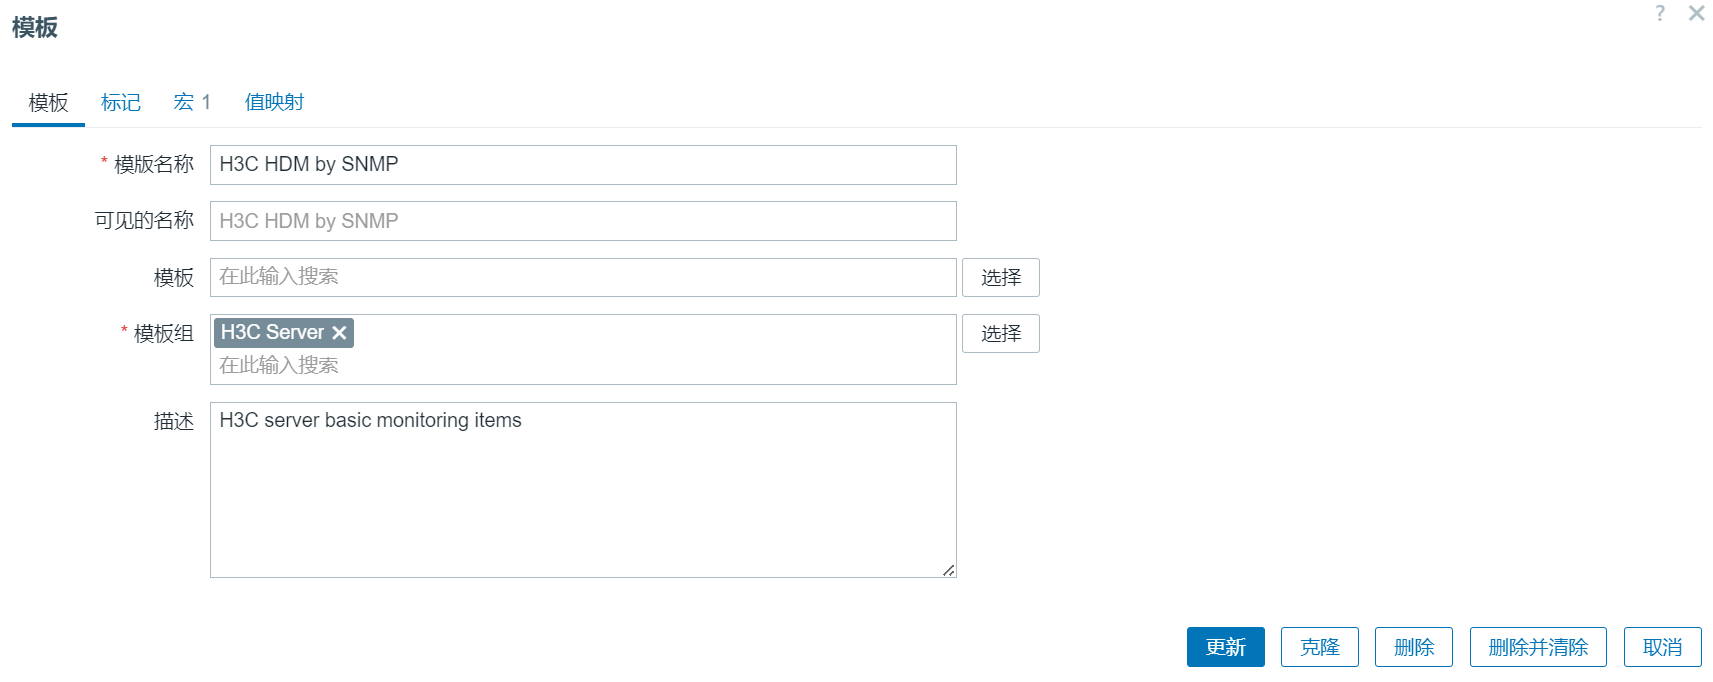 模板
?
模板 标记 宏 1 值映射
* 模版名称 H3C HDM by SNMP
可见的名称 H3C HDM by SNMP
模板 在此输入搜索 选择
* 模板组 H3C Server 选择
在此输入搜索
描述 H3C server basic monitoring items
更新 克隆 删除 删除并清除 取消